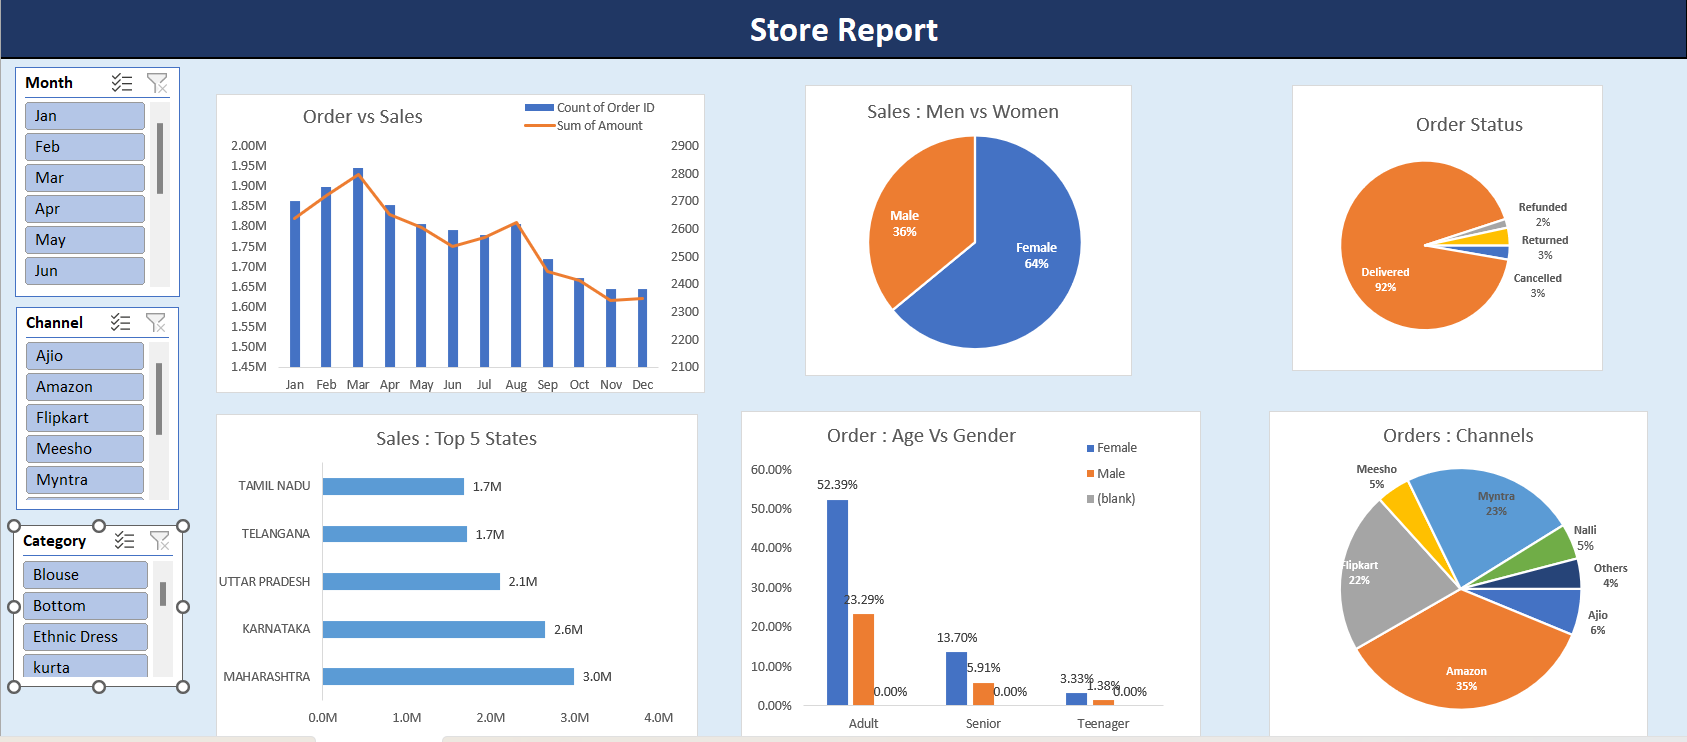 Store Report
Month
Jan
Feb
Mar
Apr
May
Jun
Channel
Ajio
Amazon
Flipkart
Meesho
Myntra
Category
Blouse
Bottom
Ethnic Dress
kurta
Order vs Sales
Count of Order ID
Sum of Amount
2.00M
1.95M
1.90M
1.85M
1.80M
1.75M
1.70M
1.65M
1.60M
1.55M
1.50M
1.45M
2900
2800
2700
2600
2500
2400
2300
2200
2100
Jan Feb Mar Apr May Jun Jul Aug Sep Oct Nov Dec
Sales : Men vs Women
Male
36%
Female
64%
Order Status
Refunded
2%
Returned
3%
Cancelled
3%
Delivered
92%
Sales : Top 5 States
TAMIL NADU 1.7M
TELANGANA 1.7M
UTTAR PRADESH 2.1M
KARNATAKA 2.6M
MAHARASHTRA 3.0M
0.0M 1.0M 2.0M 3.0M 4.0M
Order : Age Vs Gender
Female
Male
(blank)
60.00%
50.00%
40.00%
30.00%
20.00%
10.00%
0.00%
52.39%
23.29%
0.00%
13.70%
5.91%
0.00%
3.33%
1.38%
0.00%
Adult Senior Teenager
Orders : Channels
Meesho
5%
Myntra
23%
Nalli
5%
Others
4%
Ajio
6%
Amazon
35%
Flipkart
22%